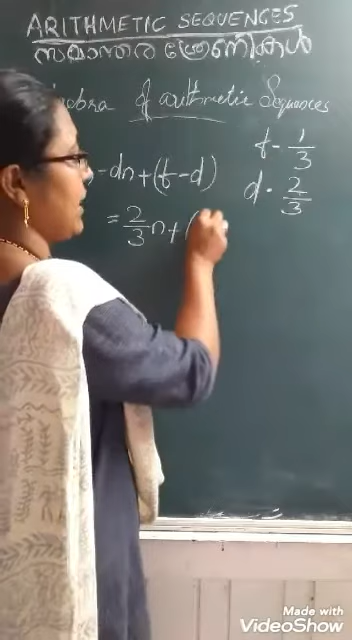 ARITHMETIC SEQUENCES
സമാന്തര ശ്രേണികൾ
of arithmetic Sequences
f - 1/3
= dn + (f - d)
d = 2/3
= 2/3 n + (
Made with
VideoShow